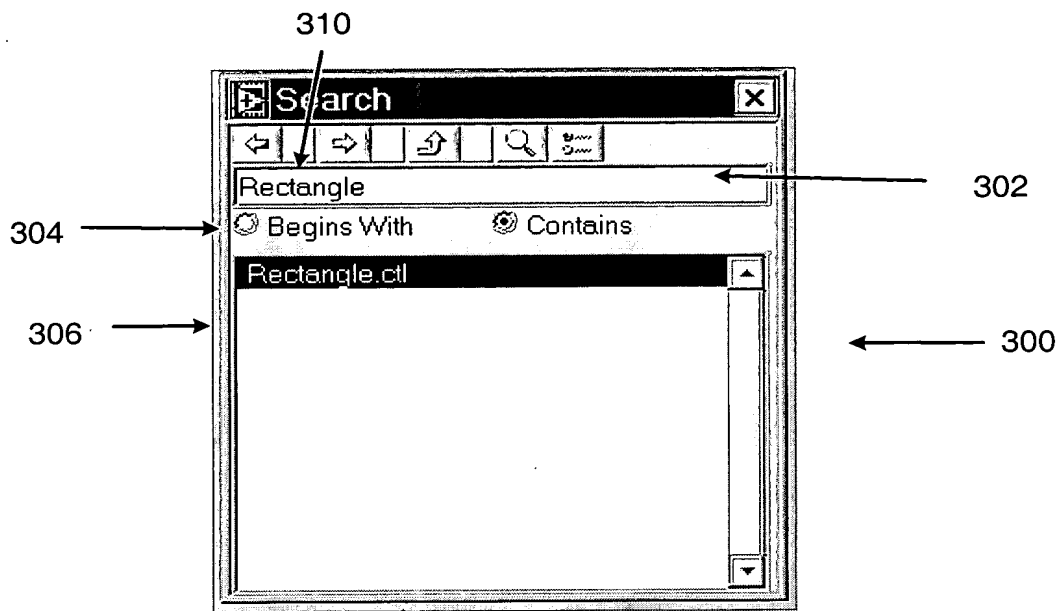 310
Search
Rectangle
302
304
Begins With
Contains
Rectangle.ctl
306
300